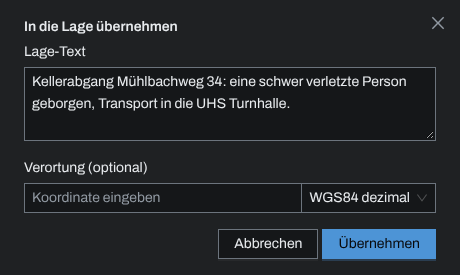 In die Lage übernehmen
Lage-Text
Kellerabgang Mühlbachweg 34: eine schwer verletzte Person
geborgen, Transport in die UHS Turnhalle.
Verortung (optional)
Koordinate eingeben
WGS84 dezimal
Abbrechen
Übernehmen